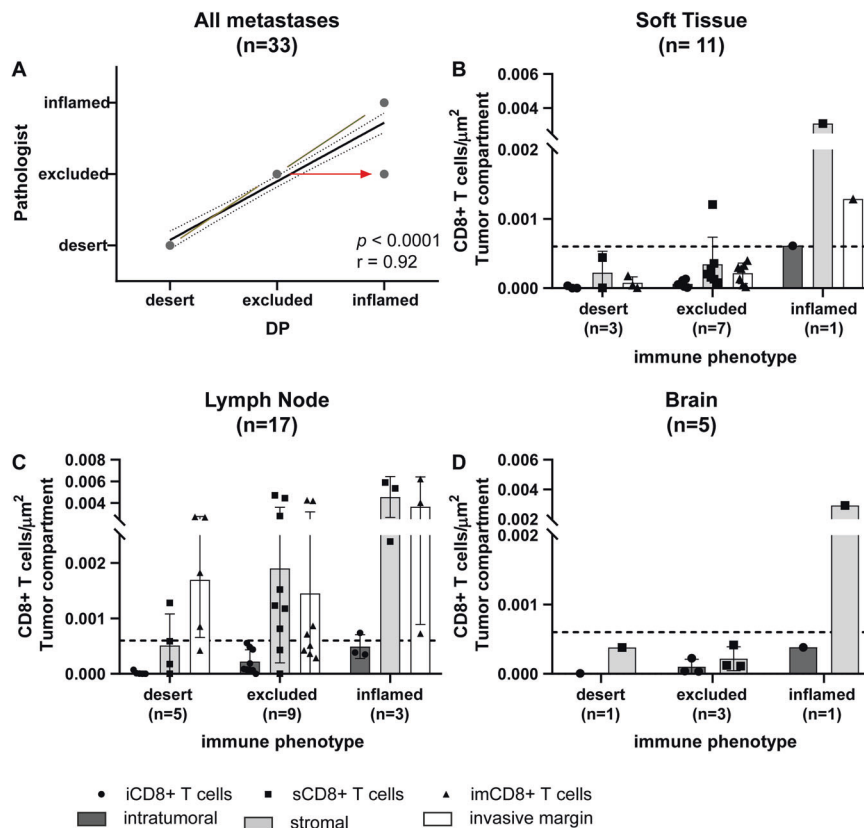 All metastases
(n=33)
A
Pathologist
inflamed
excluded
desert
p < 0.0001
r = 0.92
desert excluded inflamed
DP
Soft Tissue
(n= 11)
B
CD8+ T cells/μm2
Tumor compartment
0.006
0.004
0.002
0.001
0.000
desert excluded inflamed
(n=3) (n=7) (n=1)
immune phenotype
Lymph Node
(n=17)
C
CD8+ T cells/μm2
Tumor compartment
0.008
0.006
0.004
0.002
0.001
0.000
desert excluded inflamed
(n=5) (n=9) (n=3)
immune phenotype
Brain
(n=5)
D
CD8+ T cells/μm2
Tumor compartment
0.008
0.006
0.004
0.002
0.002
0.001
0.000
desert excluded inflamed
(n=1) (n=3) (n=1)
immune phenotype
iCD8+ T cells sCD8+ T cells imCD8+ T cells
intratumoral stromal invasive margin